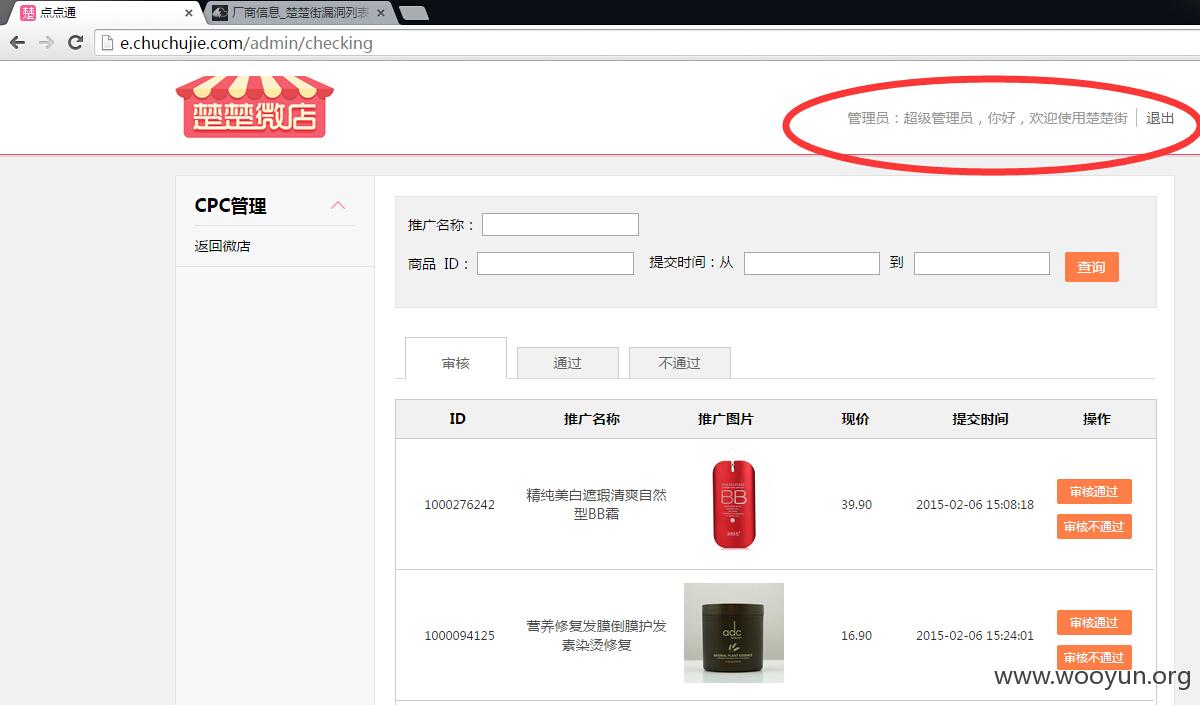 点点通
厂商信息_楚楚街漏洞列表
e.chuchujie.com/admin/checking
楚楚微店
管理员：超级管理员，你好，欢迎使用楚楚街 退出
CPC管理
返回微店
推广名称：
商品 ID： 提交时间：从 到 查询
审核 通过 不通过
ID 推广名称 推广图片 现价 提交时间 操作
1000276242 精纯美白遮瑕清爽自然 BB 39.90 2015-02-06 15:08:18 审核通过
型BB霜 审核不通过
1000094125 营养修复发膜倒膜护发 adc 16.90 2015-02-06 15:24:01 审核通过
素染烫修复 审核不通过
www.wooyun.org